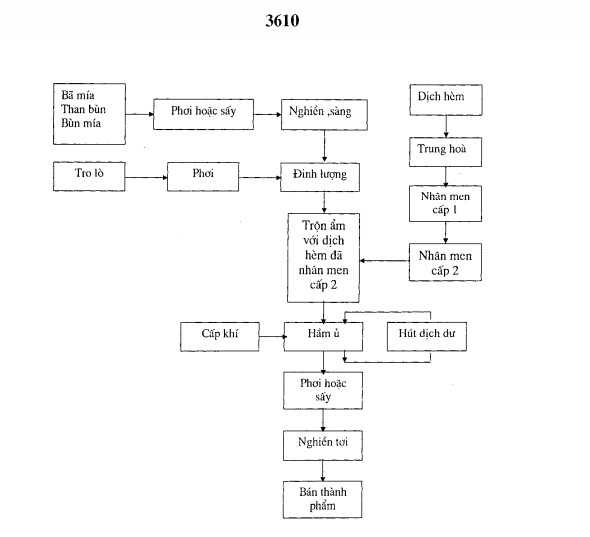 3610
Bã mía
Than bùn
Bùn mía
Phơi hoặc sấy
Nghiền ,sàng
Dịch hèm
Trung hoà
Tro lò
Phơi
Đinh lượng
Nhân men
cấp 1
Trộn ẩm
với dịch
hèm đã
nhân men
cấp 2
Nhân men
cấp 2
Cấp khí
Hầm ủ
Hút dịch dư
Phơi hoặc
sấy
Nghiền tơi
Bán thành
phẩm